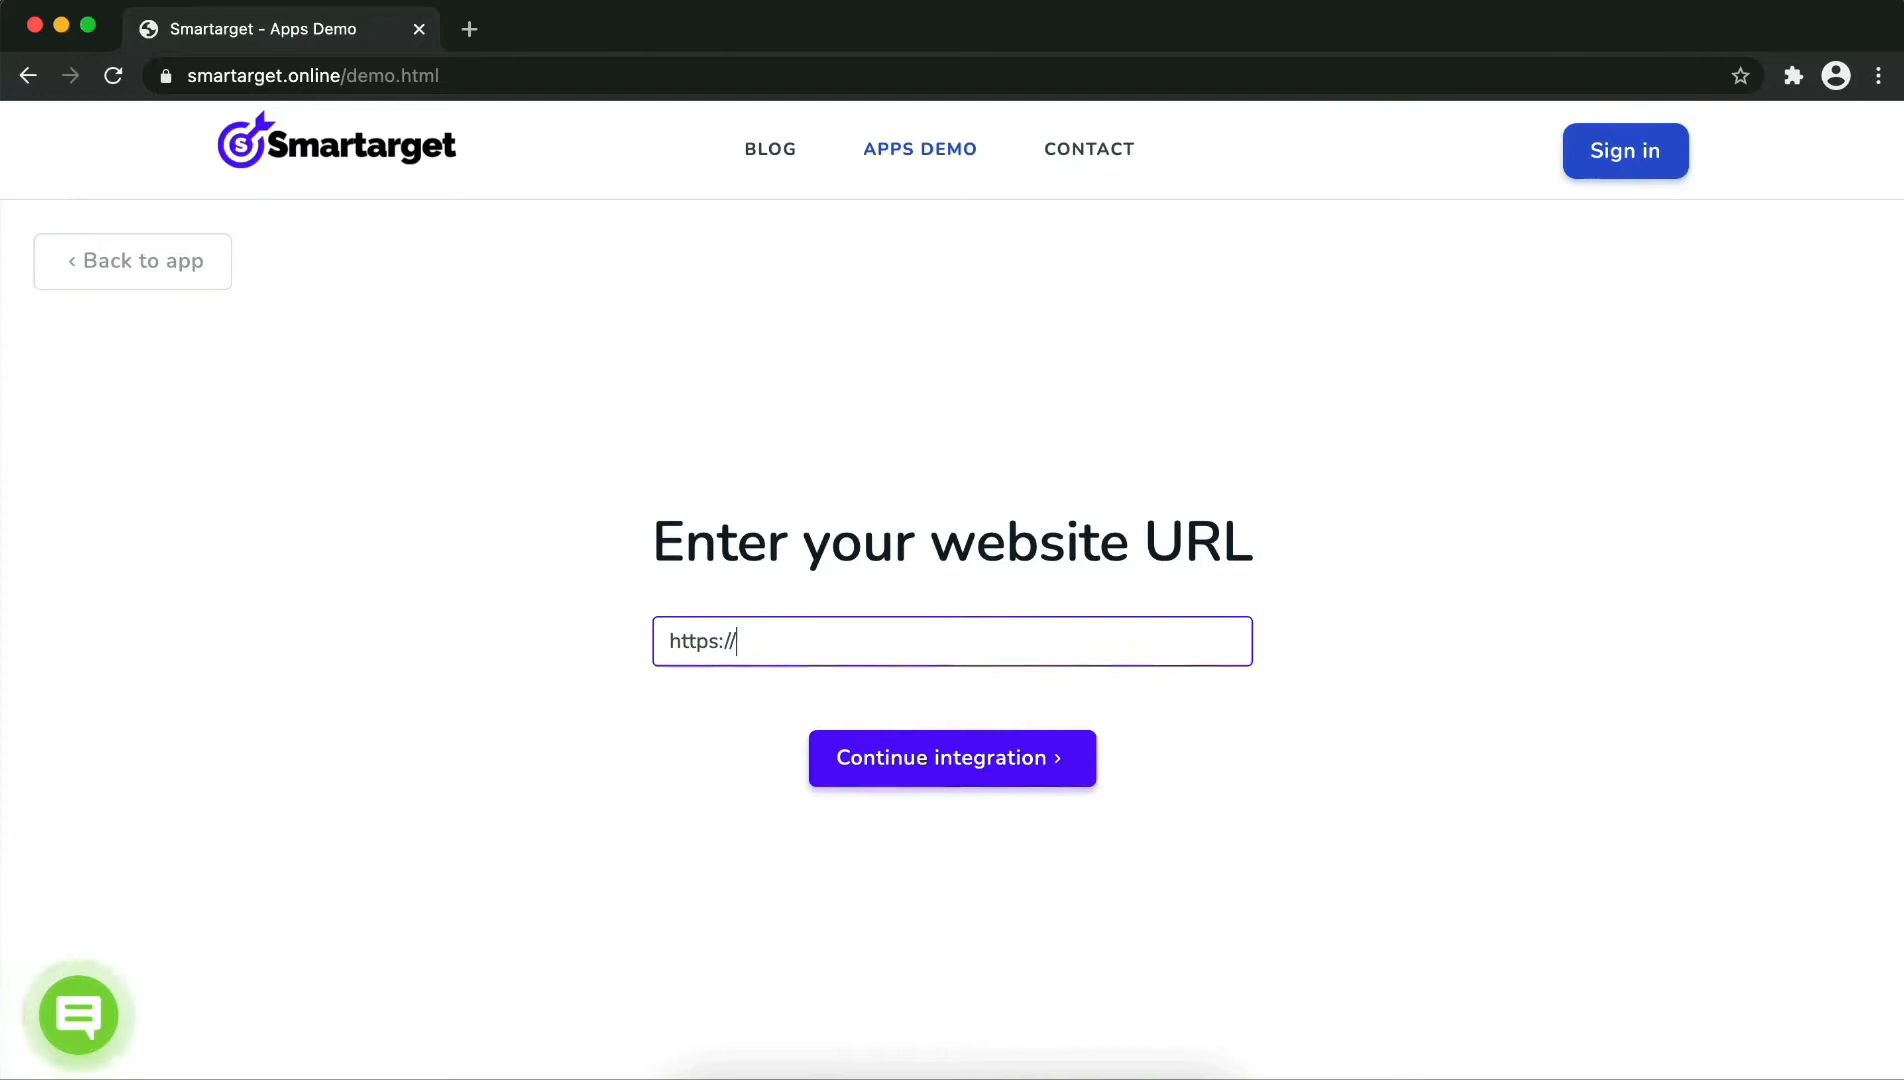 Smartarget - Apps Demo
smartarget.online/demo.html
Smartarget
BLOG
APPS DEMO
CONTACT
Sign in
‹ Back to app
Enter your website URL
https://
Continue integration ›